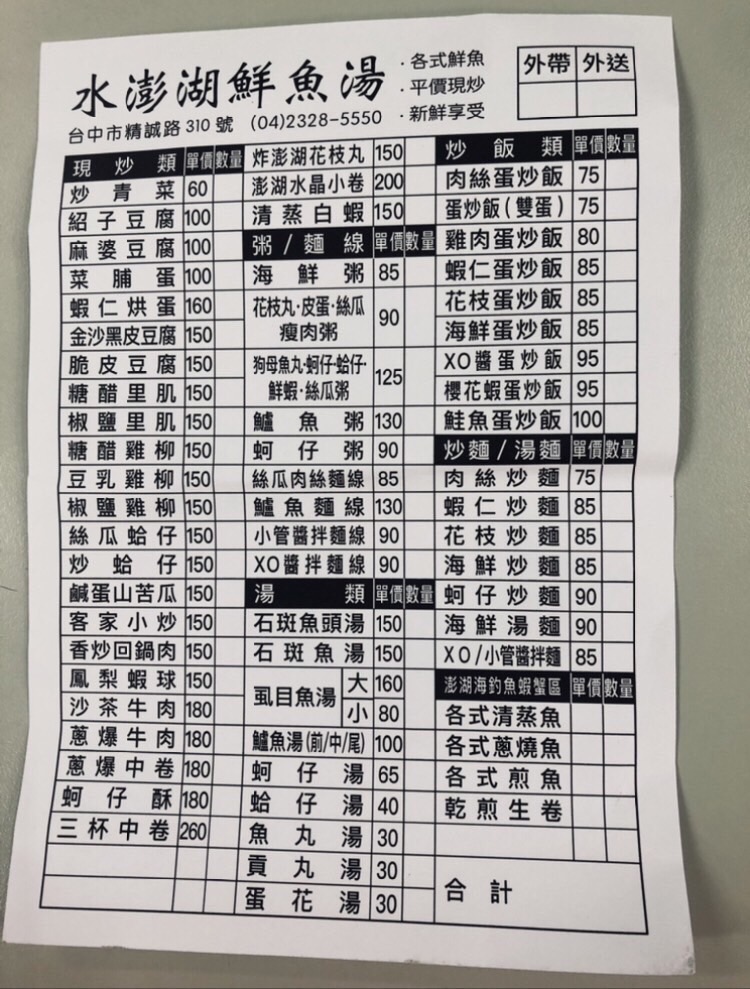 水澎湖鮮魚湯
· 各式鮮魚
· 平價現炒
· 新鮮享受
外帶 外送
台中市精誠路310號 (04)2328-5550
現炒類 單價 數量
炒青菜 60
紹子豆腐 100
麻婆豆腐 100
菜脯蛋 100
蝦仁烘蛋 160
金沙黑皮豆腐 150
脆皮豆腐 150
糖醋里肌 150
椒鹽里肌 150
糖醋雞柳 150
豆乳雞柳 150
椒鹽雞柳 150
絲瓜蛤仔 150
炒蛤仔 150
鹹蛋山苦瓜 150
客家小炒 150
香炒回鍋肉 150
鳳梨蝦球 150
沙茶牛肉 180
蔥爆牛肉 180
蔥爆中卷 180
蚵仔酥 180
三杯中卷 260
炸澎湖花枝丸 150
澎湖水晶小卷 200
清蒸白蝦 150
粥/麵線 單價 數量
海鮮粥 85
花枝丸·皮蛋·絲瓜
瘦肉粥 90
狗母魚丸·蚵仔·蛤仔·
鮮蝦·絲瓜粥 125
鱸魚粥 130
蚵仔粥 90
絲瓜肉絲麵線 85
鱸魚麵線 130
小管醬拌麵線 90
XO醬拌麵線 90
湯類 單價 數量
石斑魚頭湯 150
石斑魚湯 150
虱目魚湯 大 160
小 80
鱸魚湯(前/中/尾) 100
蚵仔湯 65
蛤仔湯 40
魚丸湯 30
貢丸湯 30
蛋花湯 30
炒飯類 單價 數量
肉絲蛋炒飯 75
蛋炒飯(雙蛋) 75
雞肉蛋炒飯 80
蝦仁蛋炒飯 85
花枝蛋炒飯 85
海鮮蛋炒飯 85
XO醬蛋炒飯 95
櫻花蝦蛋炒飯 95
鮭魚蛋炒飯 100
炒麵/湯麵 單價 數量
肉絲炒麵 75
蝦仁炒麵 85
花枝炒麵 85
海鮮炒麵 85
蚵仔炒麵 90
海鮮湯麵 90
XO/小管醬拌麵 85
澎湖海釣魚蝦蟹區 單價 數量
各式清蒸魚
各式蔥燒魚
各式煎魚
乾煎生卷
合計